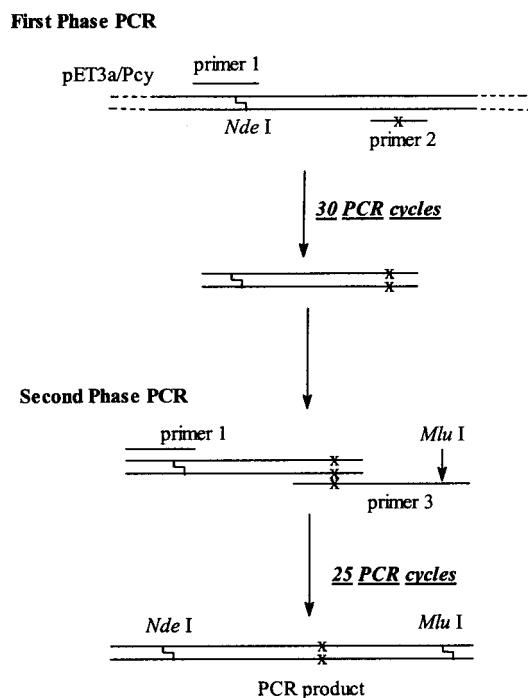 First Phase PCR
pET3a/Pcy
primer 1
Nde I
x
primer 2
30 PCR cycles
x
x
Second Phase PCR
primer 1
Mlu I
x
x
x
primer 3
25 PCR cycles
Nde I
Mlu I
x
x
PCR product